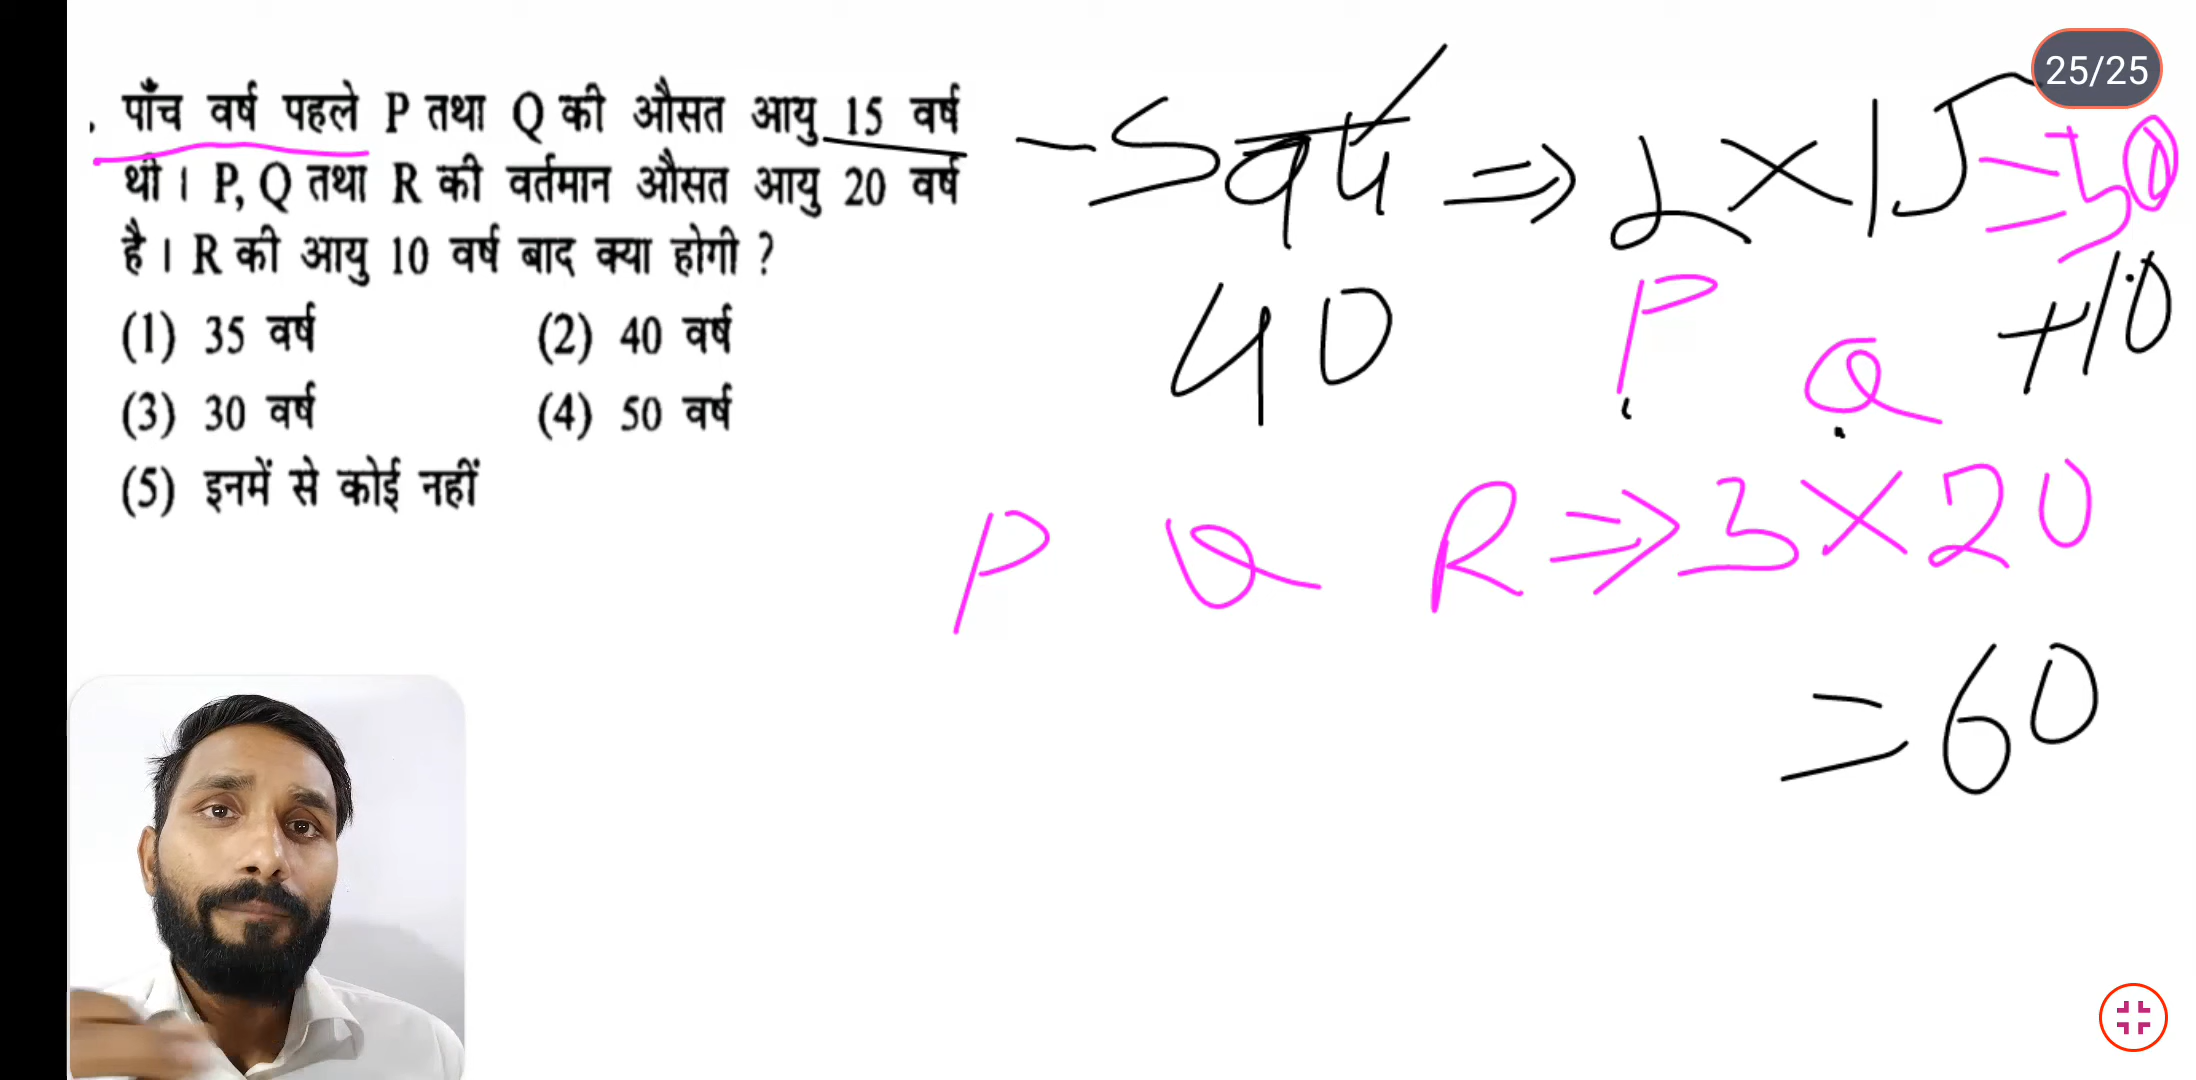 25/25
पाँच वर्ष पहले P तथा Q की औसत आयु 15 वर्ष
थी । P, Q तथा R की वर्तमान औसत आयु 20 वर्ष
है । R की आयु 10 वर्ष बाद क्या होगी ?
(1) 35 वर्ष (2) 40 वर्ष
(3) 30 वर्ष (4) 50 वर्ष
(5) इनमें से कोई नहीं
-5 वर्ष ⇒ 2 × 15 = 30
40 P Q +10
P Q R ⇒ 3 × 20
= 60